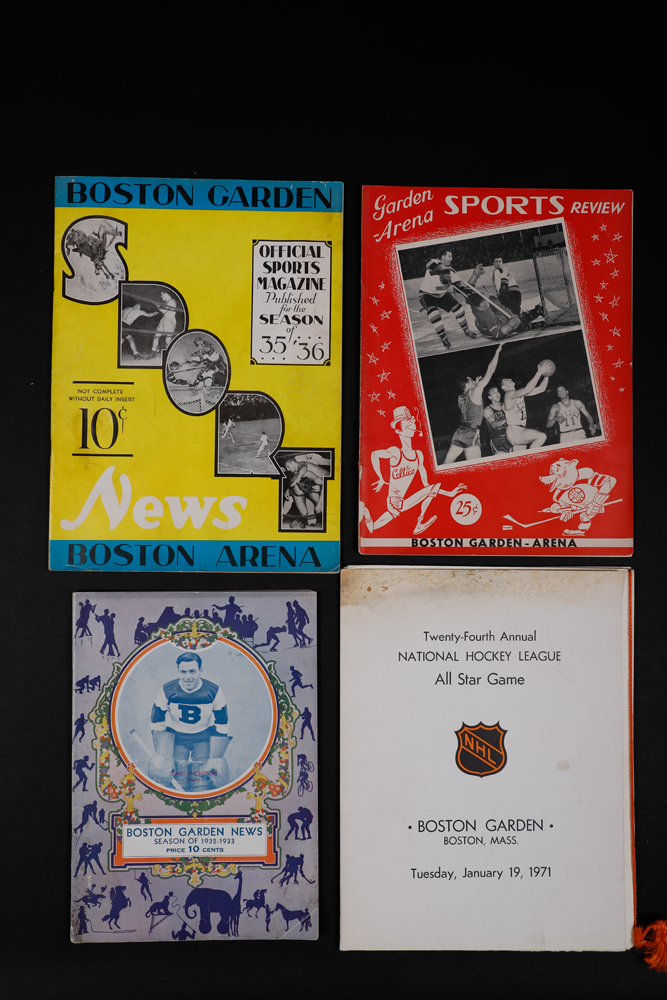 BOSTON GARDEN
SPORT
OFFICIAL
SPORTS
MAGAZINE
Published
for the
SEASON
of
35 36
NOT COMPLETE
WITHOUT DAILY INSERT
10¢
News
BOSTON ARENA
Garden
Arena
SPORTS REVIEW
Celtics
25¢
BOSTON GARDEN-ARENA
B
BOSTON GARDEN NEWS
SEASON OF 1932-1933
PRICE 10 CENTS
Twenty-Fourth Annual
NATIONAL HOCKEY LEAGUE
All Star Game
NHL
• BOSTON GARDEN •
BOSTON, MASS.
Tuesday, January 19, 1971